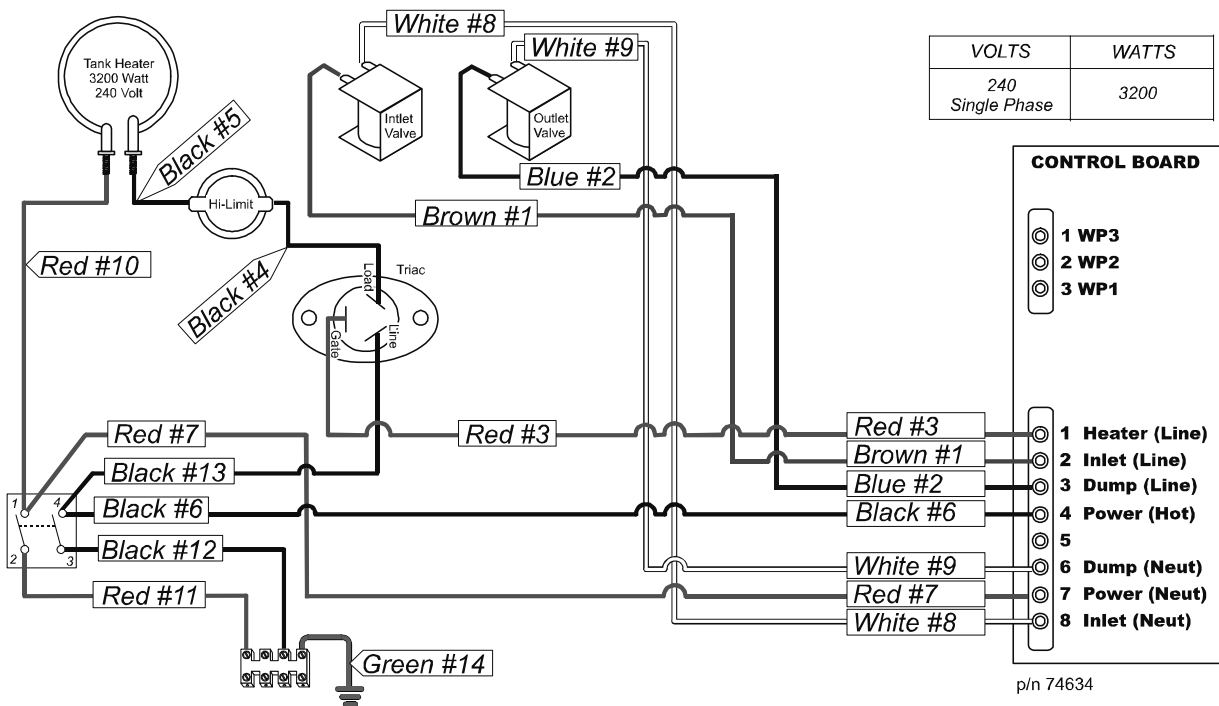 White #8
White #9
VOLTS
WATTS
240
Single Phase
3200
Tank Heater
3200 Watt
240 Volt
Intlet
Valve
Outlet
Valve
Black #5
Hi-Limit
Blue #2
Brown #1
Red #10
Black #4
Triac
Load
Line
Gate
CONTROL BOARD
1 WP3
2 WP2
3 WP1
Red #7
Red #3
Red #3
1 Heater (Line)
Black #13
Brown #1
2 Inlet (Line)
Blue #2
3 Dump (Line)
1
4
Black #6
Black #6
4 Power (Hot)
5
2
3
Black #12
White #9
6 Dump (Neut)
Red #11
Red #7
7 Power (Neut)
White #8
8 Inlet (Neut)
Green #14
p/n 74634